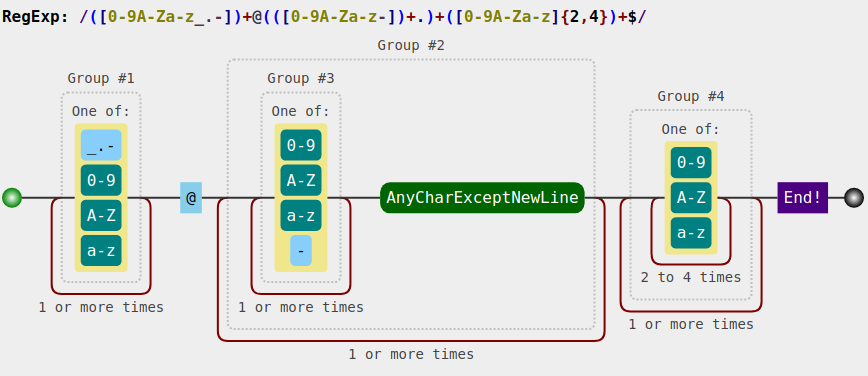 RegExp: /([0-9A-Za-z_.-])+@(([0-9A-Za-z-])+.)+([0-9A-Za-z]{2,4})+$/
Group #2
Group #1
Group #3
Group #4
One of:
One of:
One of:
_.-
0-9
A-Z
a-z
@
0-9
A-Z
a-z
-
AnyCharExceptNewLine
0-9
A-Z
a-z
End!
2 to 4 times
1 or more times
1 or more times
1 or more times
1 or more times